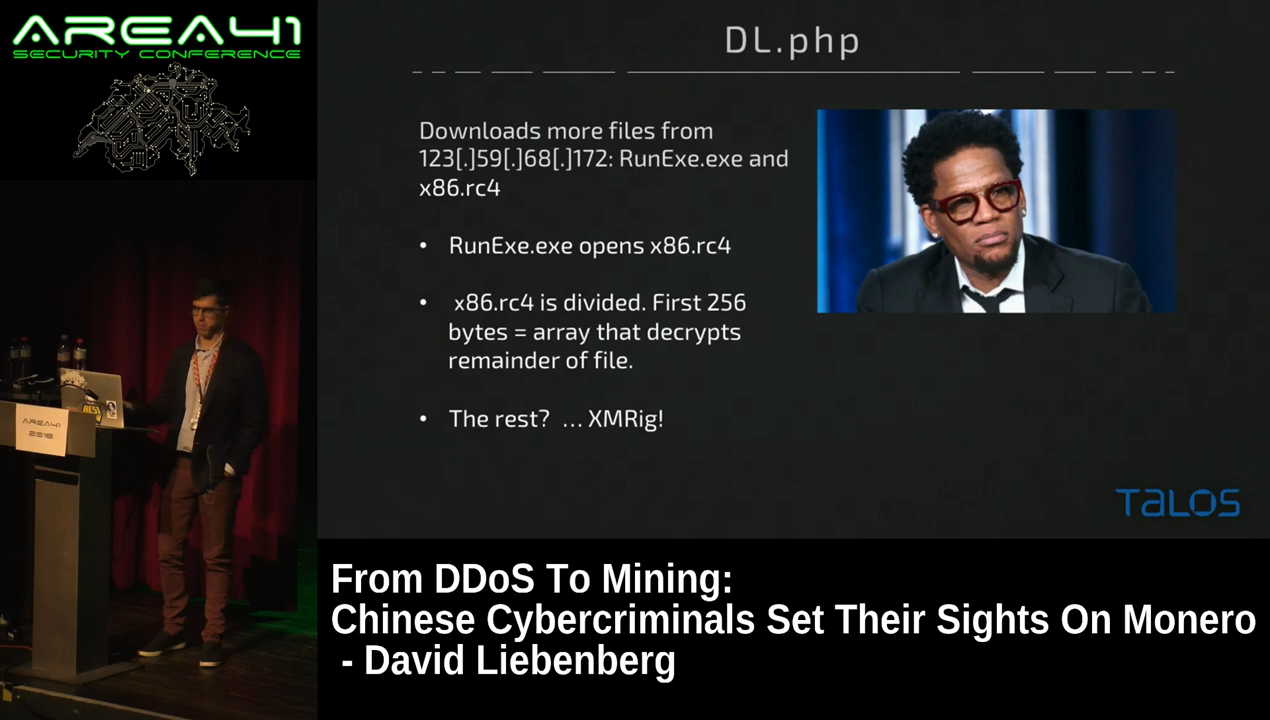 AREA41
SECURITY CONFERENCE
DL.php
Downloads more files from
123[.]59[.]68[.]172: RunExe.exe and
x86.rc4
• RunExe.exe opens x86.rc4
• x86.rc4 is divided. First 256
bytes = array that decrypts
remainder of file.
• The rest? …XMRig!
TALOS
AREA41
2018
From DDoS To Mining:
Chinese Cybercriminals Set Their Sights On Monero
- David Liebenberg